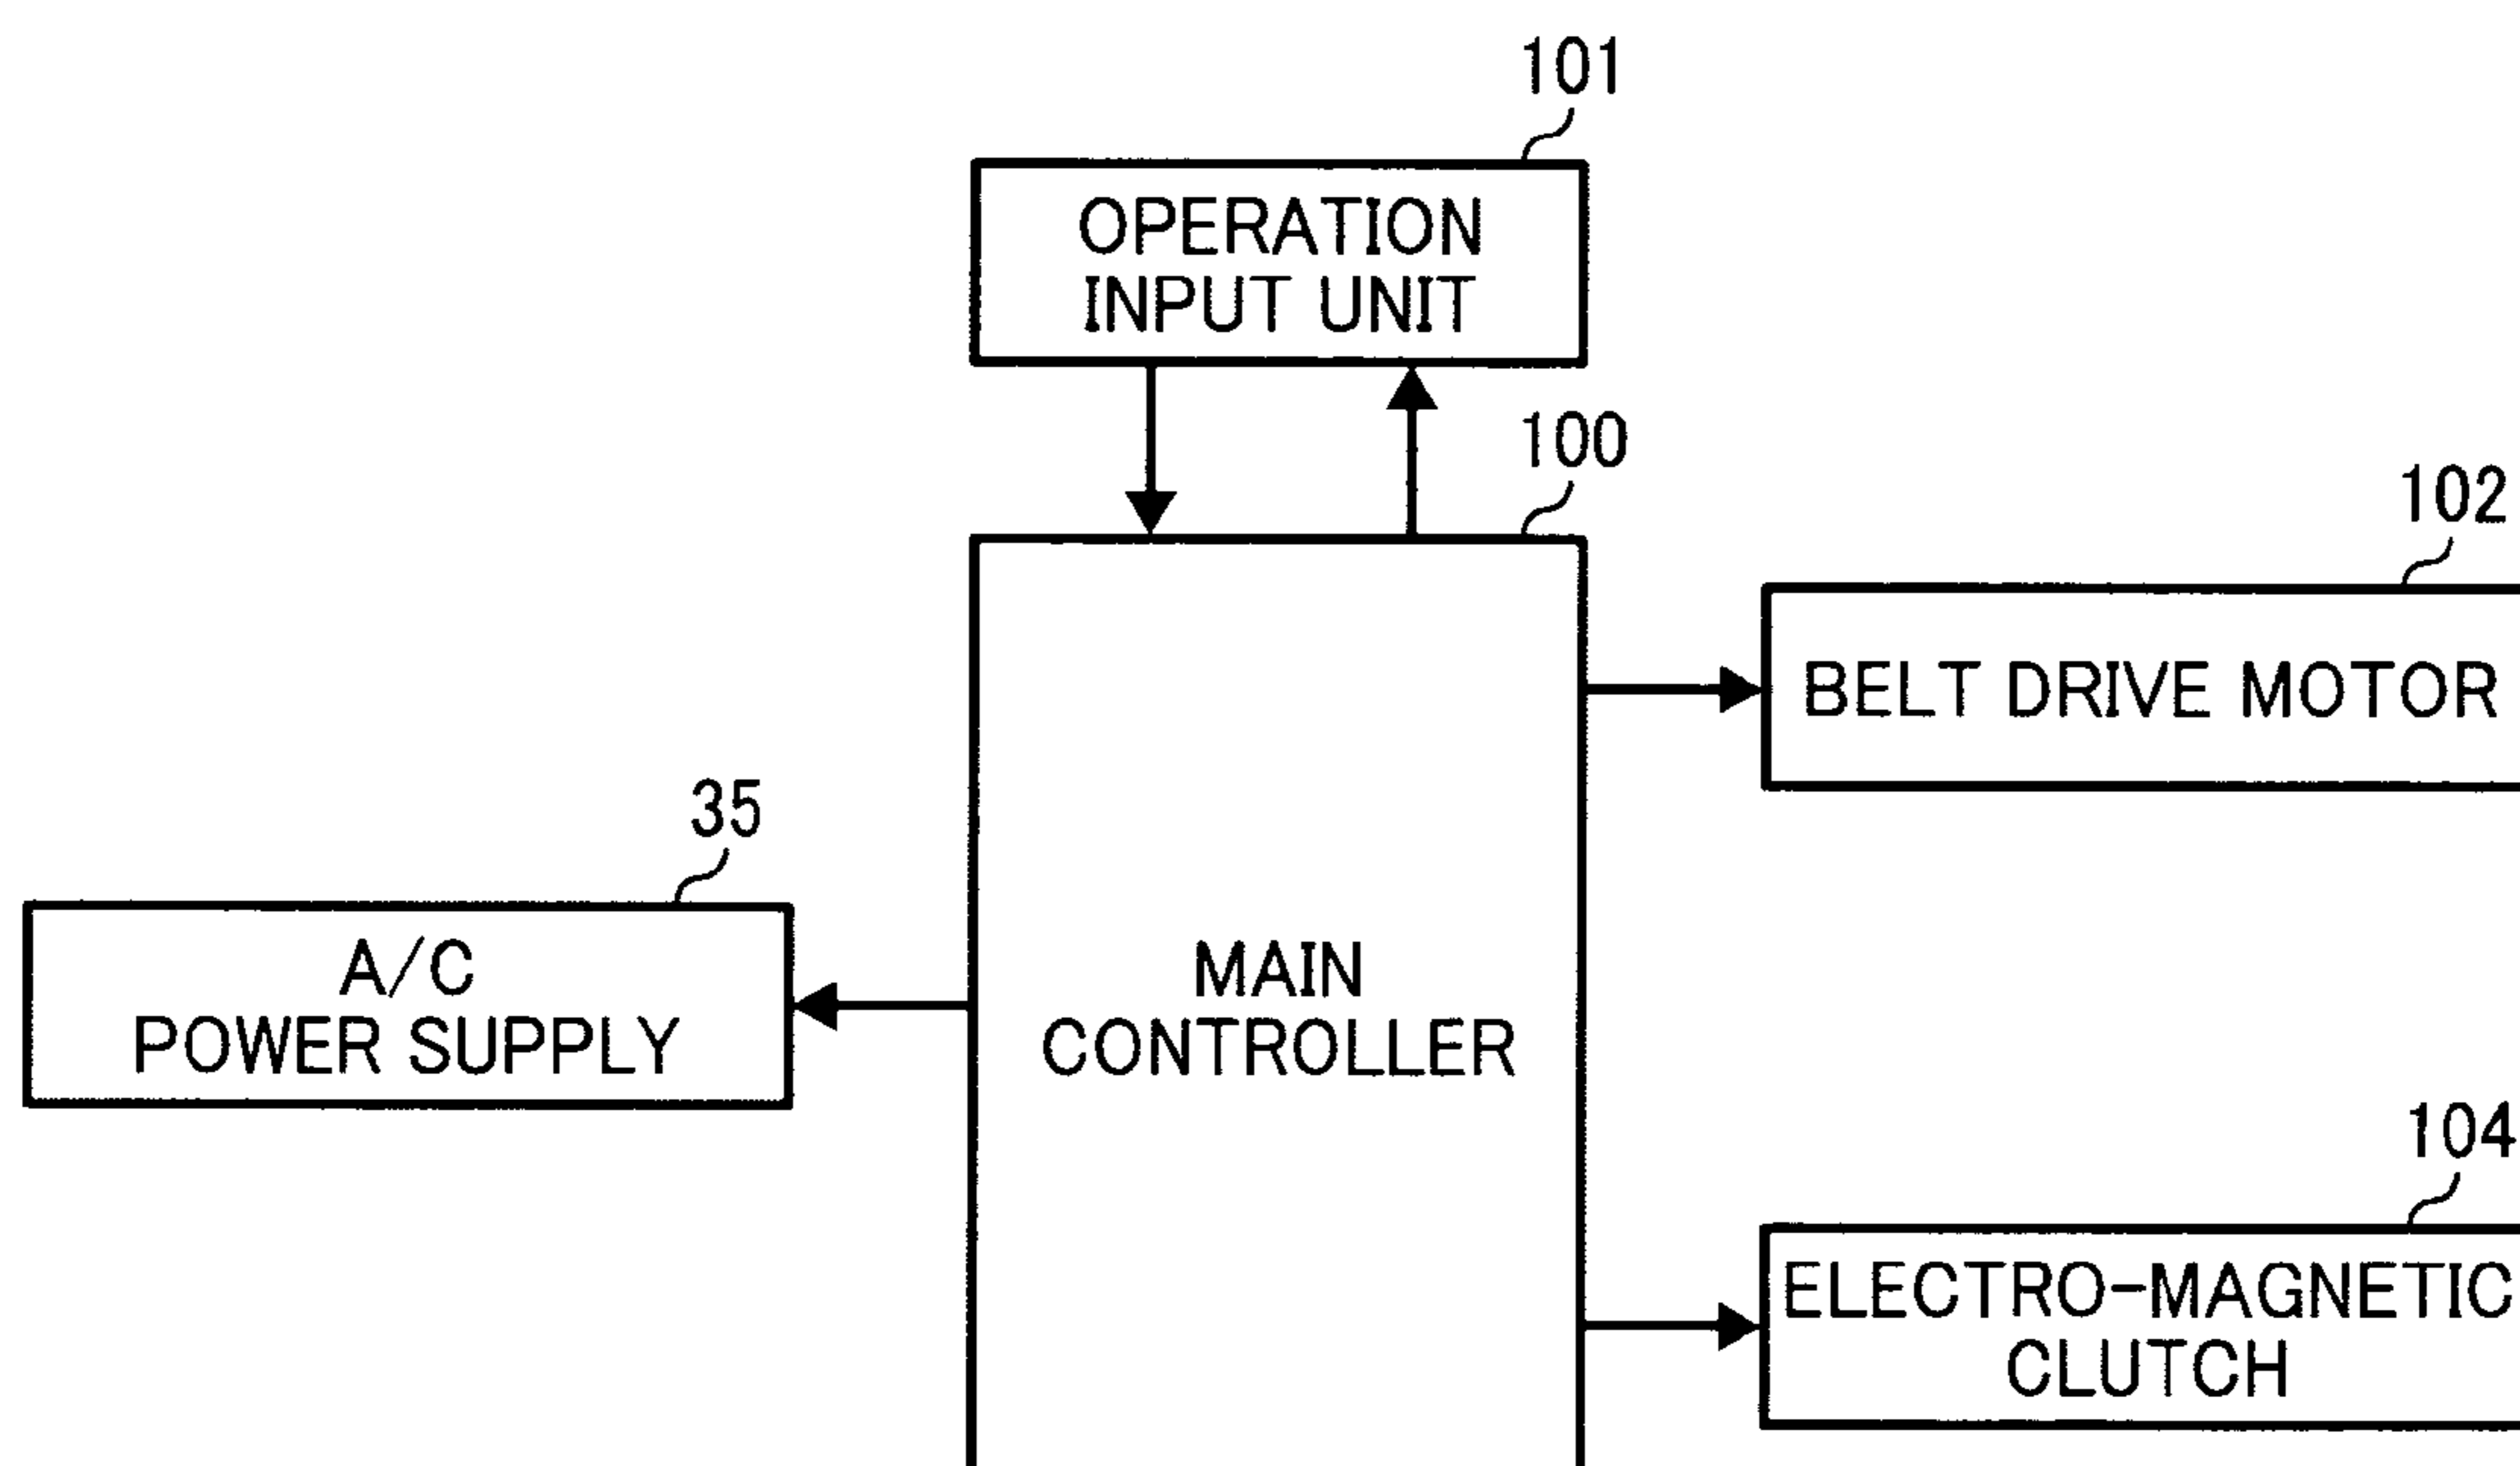 101
OPERATION
INPUT UNIT
100
102
BELT DRIVE MOTOR
35
A/C
POWER SUPPLY
MAIN
CONTROLLER
104
ELECTRO-MAGNETIC
CLUTCH